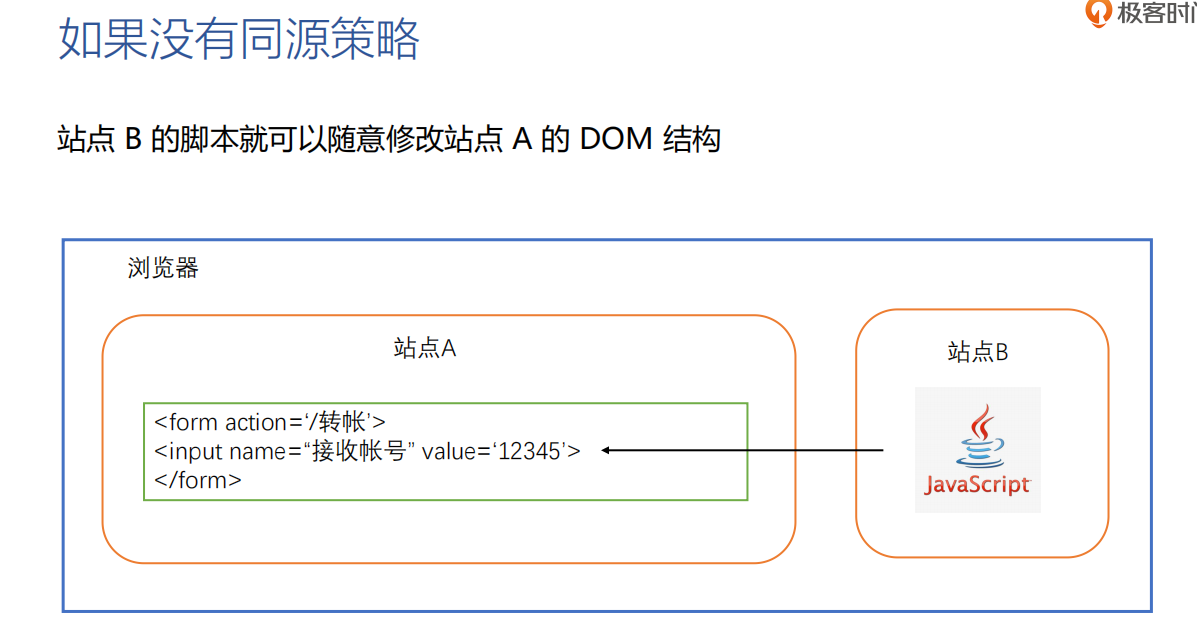 如果没有同源策略
极客时
站点 B 的脚本就可以随意修改站点 A 的 DOM 结构
浏览器
站点A
<form action=‘/转帐’>
<input name=“接收帐号” value=‘12345’>
</form>
站点B
JavaScript